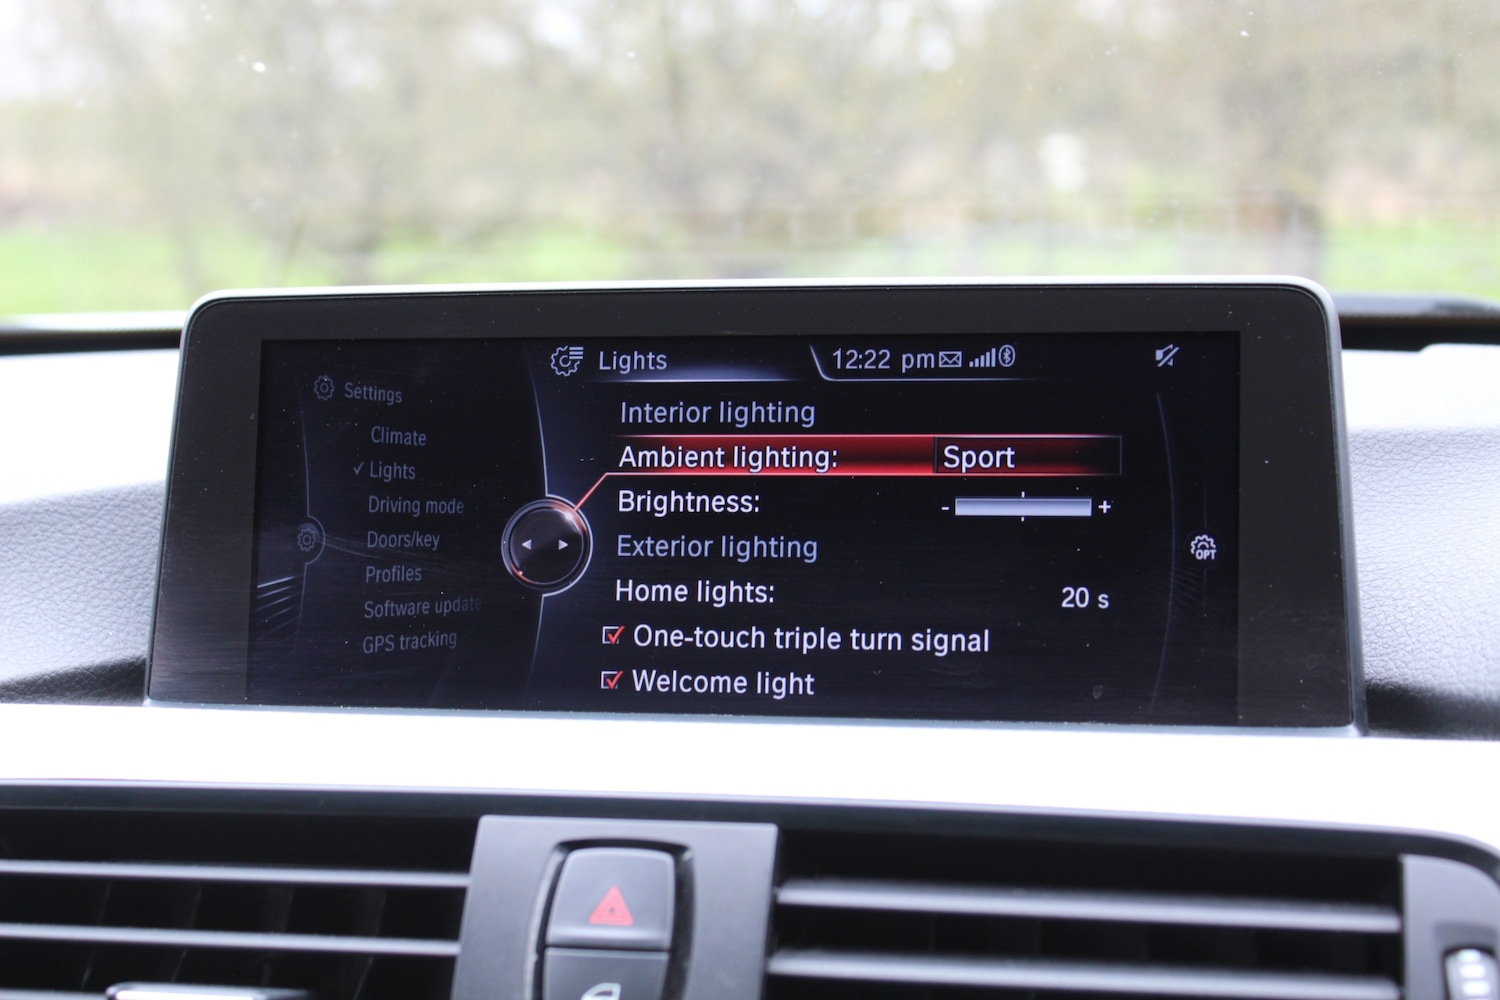 Lights
12:22 pm
Settings
Climate
✓ Lights
Driving mode
Doors/key
Profiles
Software update
GPS tracking
Interior lighting
Ambient lighting: Sport
Brightness: - +
Exterior lighting
Home lights: 20 s
One-touch triple turn signal
Welcome light
OPT